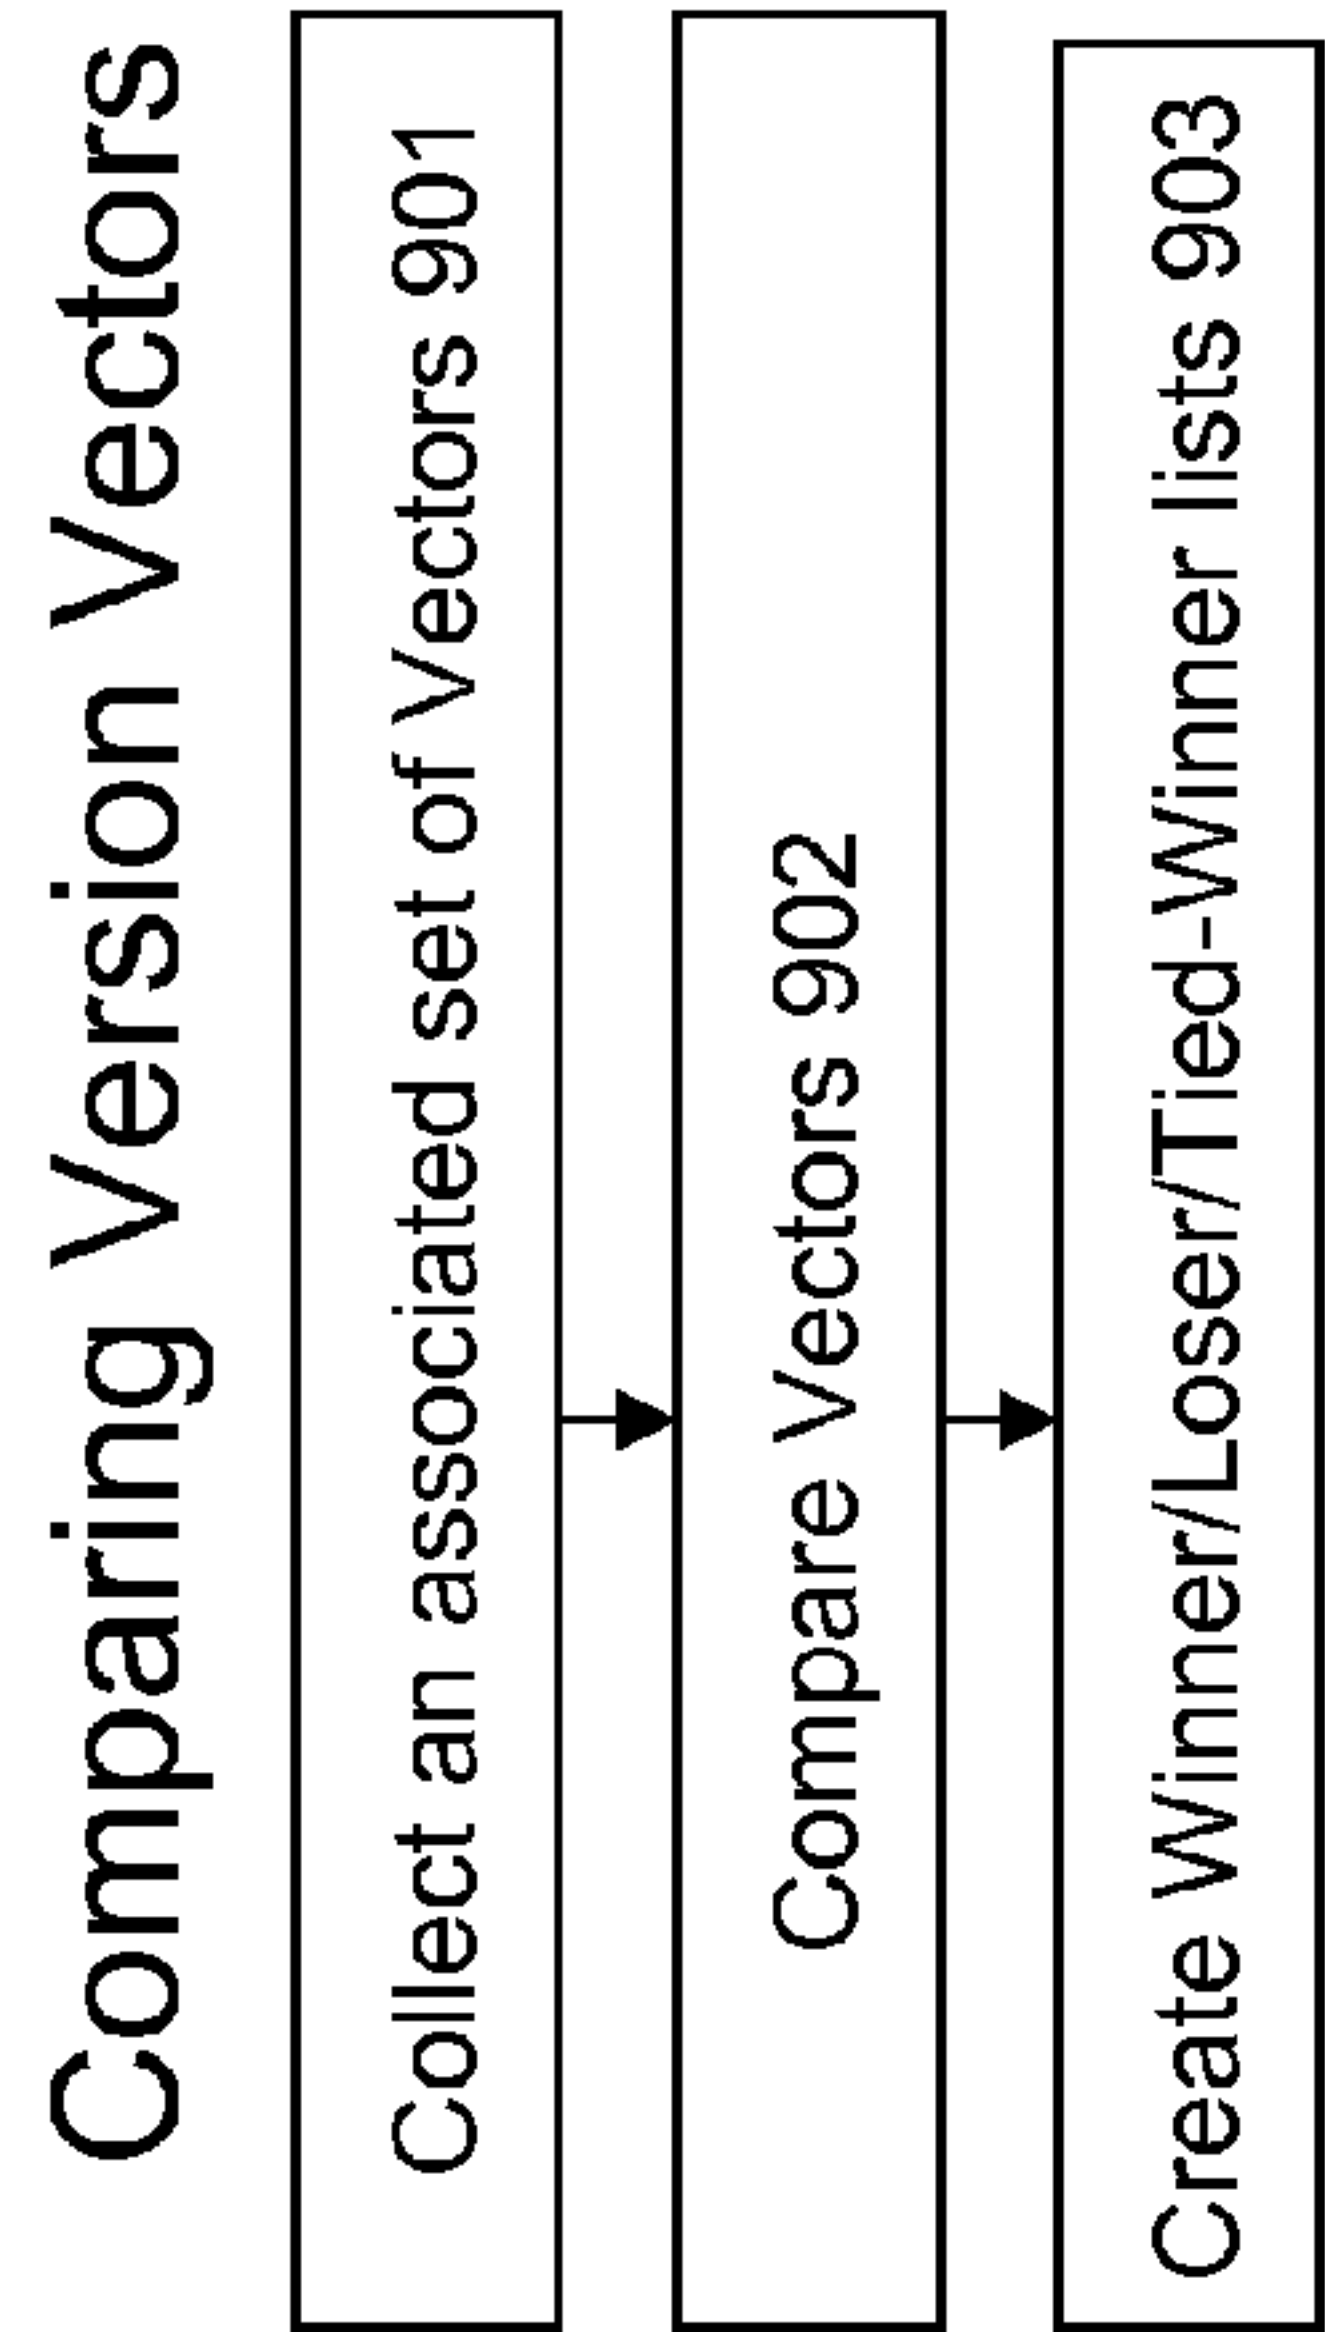 Comparing Version Vectors
Collect an associated set of Vectors 901
Compare Vectors 902
Create Winner/Loser/Tied-Winner lists 903